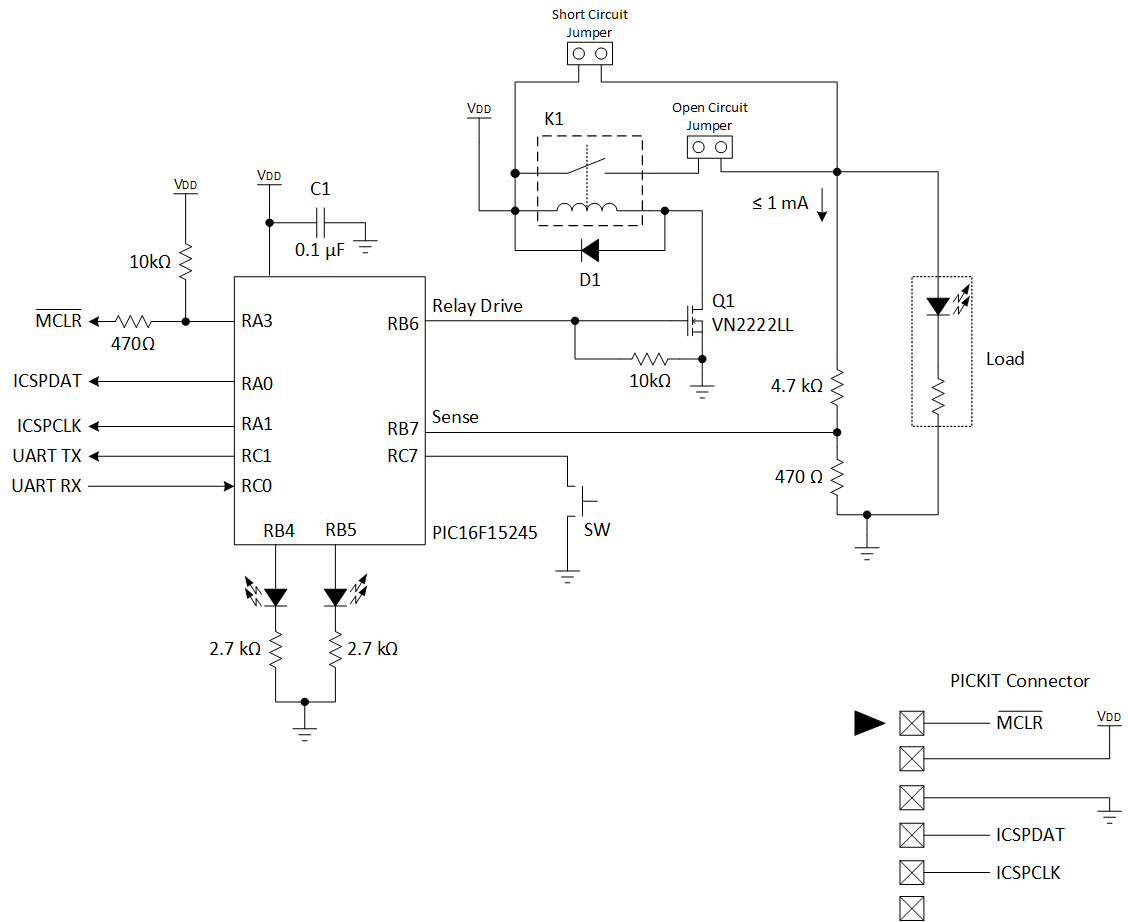 Short Circuit
Jumper
VDD
K1
Open Circuit
Jumper
VDD
VDD
C1
0.1 µF
≤ 1 mA
10kΩ
D1
MCLR
470Ω
RA3
RB6
Relay Drive
Q1
VN2222LL
10kΩ
Load
ICSPDAT
RA0
4.7 kΩ
ICSPCLK
RA1
RB7
Sense
UART TX
RC1
RC7
UART RX
RC0
470 Ω
RB4
RB5
PIC16F15245
SW
2.7 kΩ
2.7 kΩ
PICKIT Connector
MCLR
VDD
ICSPDAT
ICSPCLK